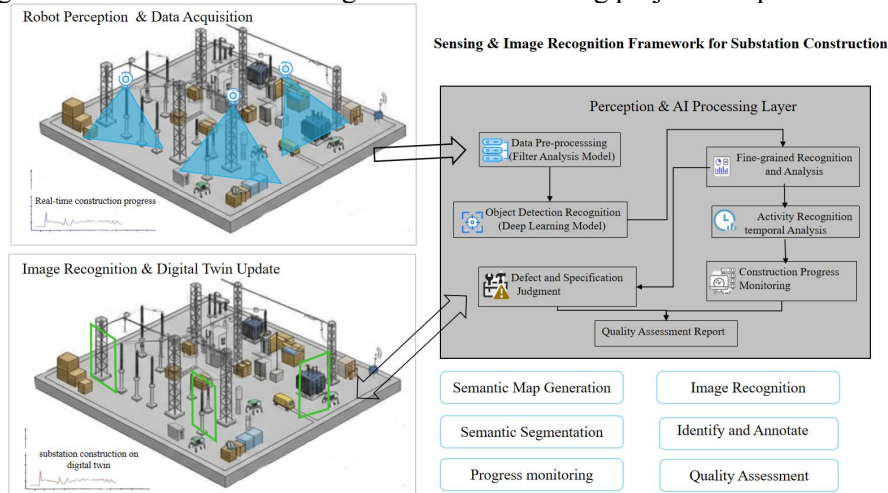 Robot Perception & Data Acquisition
Real-time construction progress
Image Recognition & Digital Twin Update
substation construction on
digital twin
Sensing & Image Recognition Framework for Substation Construction
Perception & AI Processing Layer
Data Pre-processsing
(Filter Analysis Model)
Object Detection Recognition
(Deep Learning Model)
Fine-grained Recognition
and Analysis
Activity Recognition
temporal Analysis
Defect and Specification
Judgment
Construction Progress
Monitoring
Quality Assessment Report
Semantic Map Generation
Image Recognition
Semantic Segmentation
Identify and Annotate
Progress monitoring
Quality Assessment